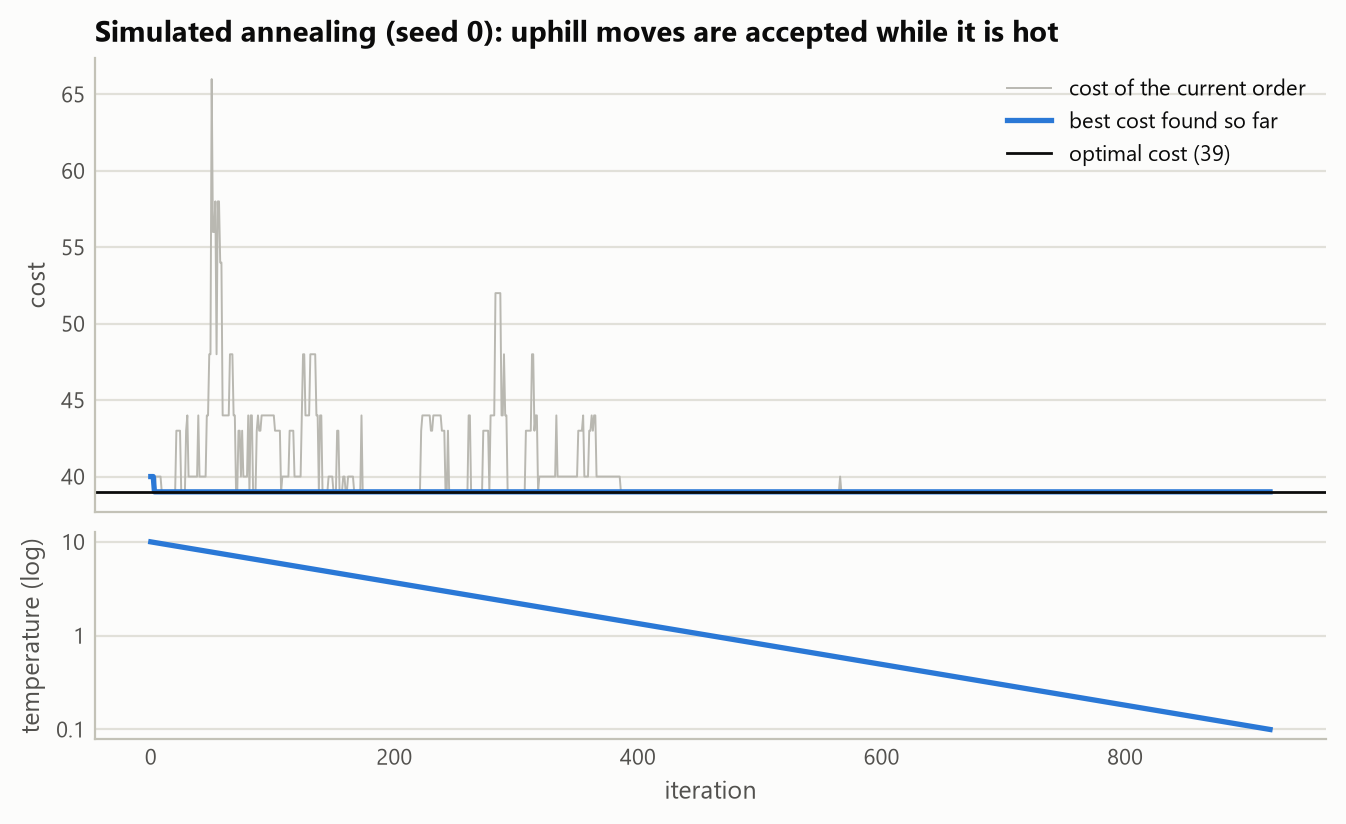 Simulated annealing (seed 0): uphill moves are accepted while it is hot
cost of the current order
best cost found so far
optimal cost (39)
65
60
55
50
45
40
cost
10
1
0.1
temperature (log)
0 200 400 600 800
iteration